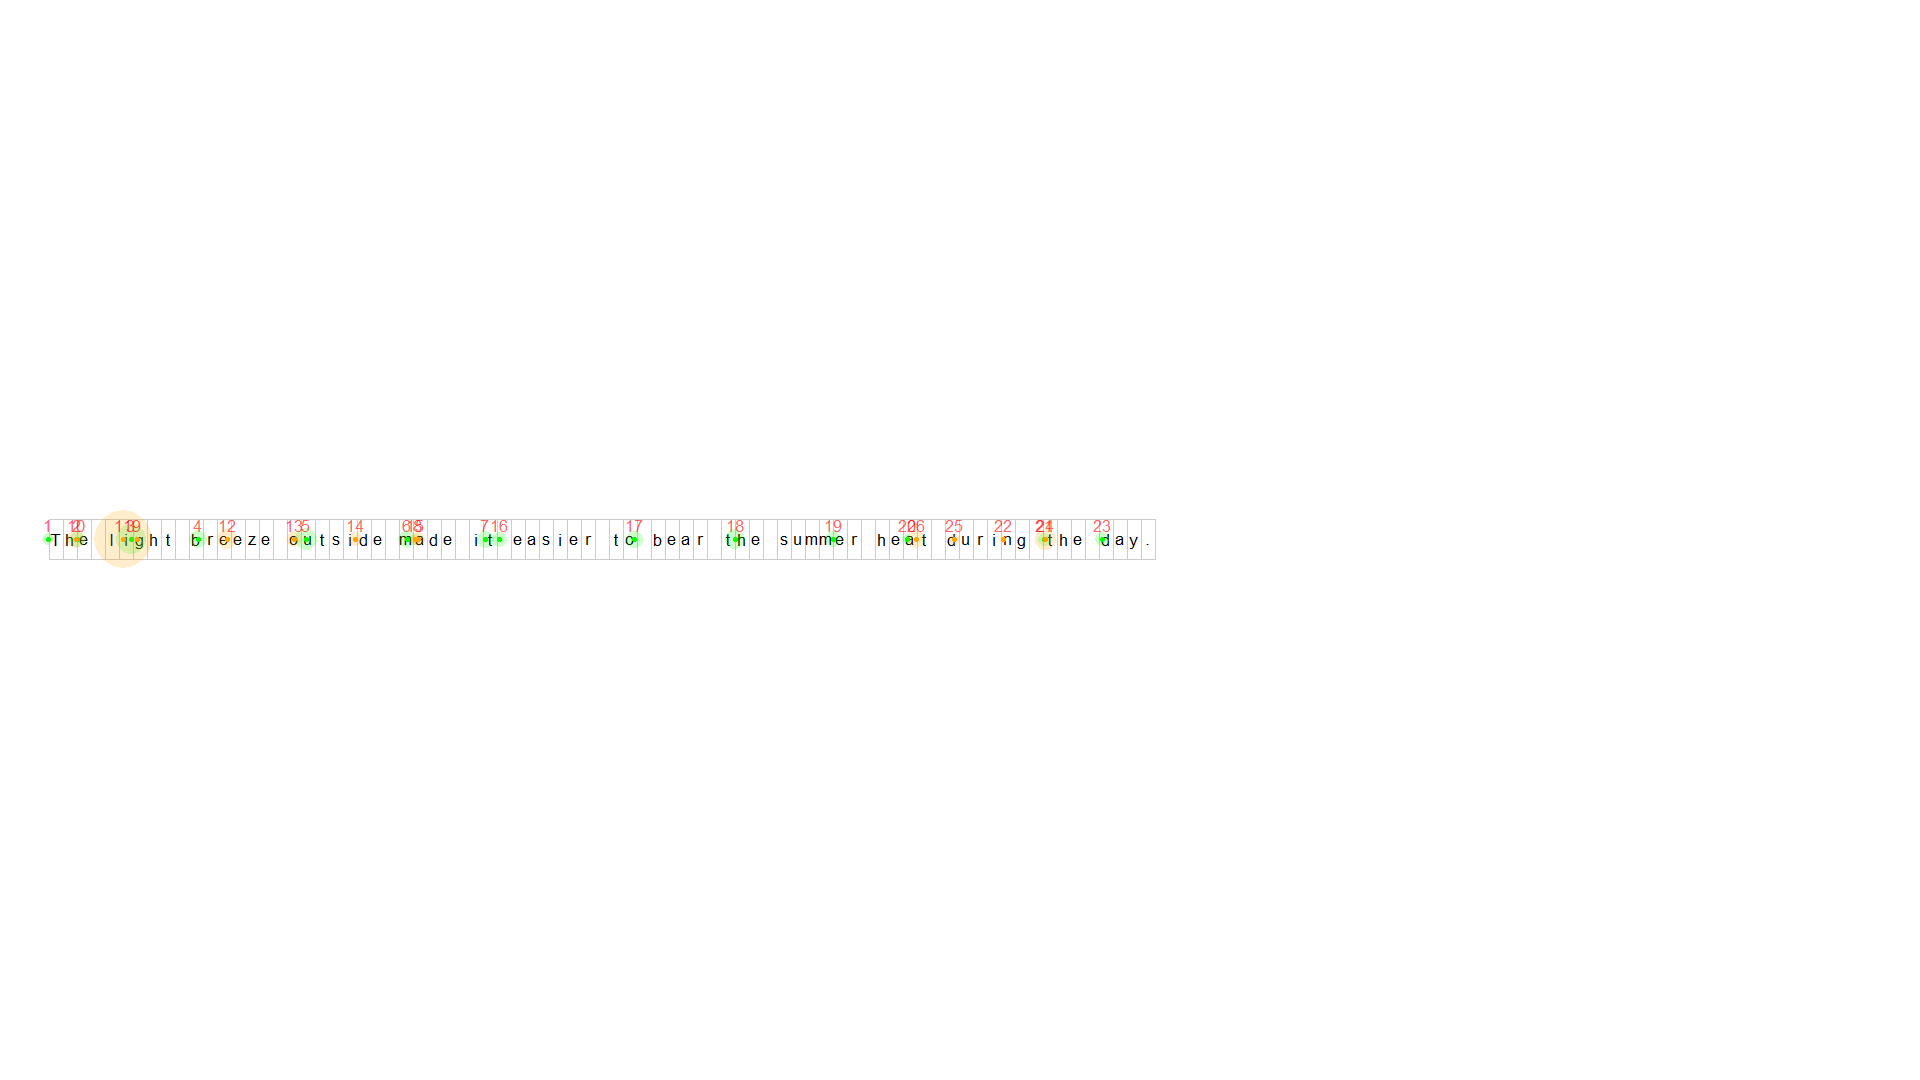 1 2 10 11 3 9 4 12 13 5 14 6 8 15 7 16 17 18 19 20 26 25 22 21 24 23
The light breeze outside made it easier to bear the summer heat during the day.